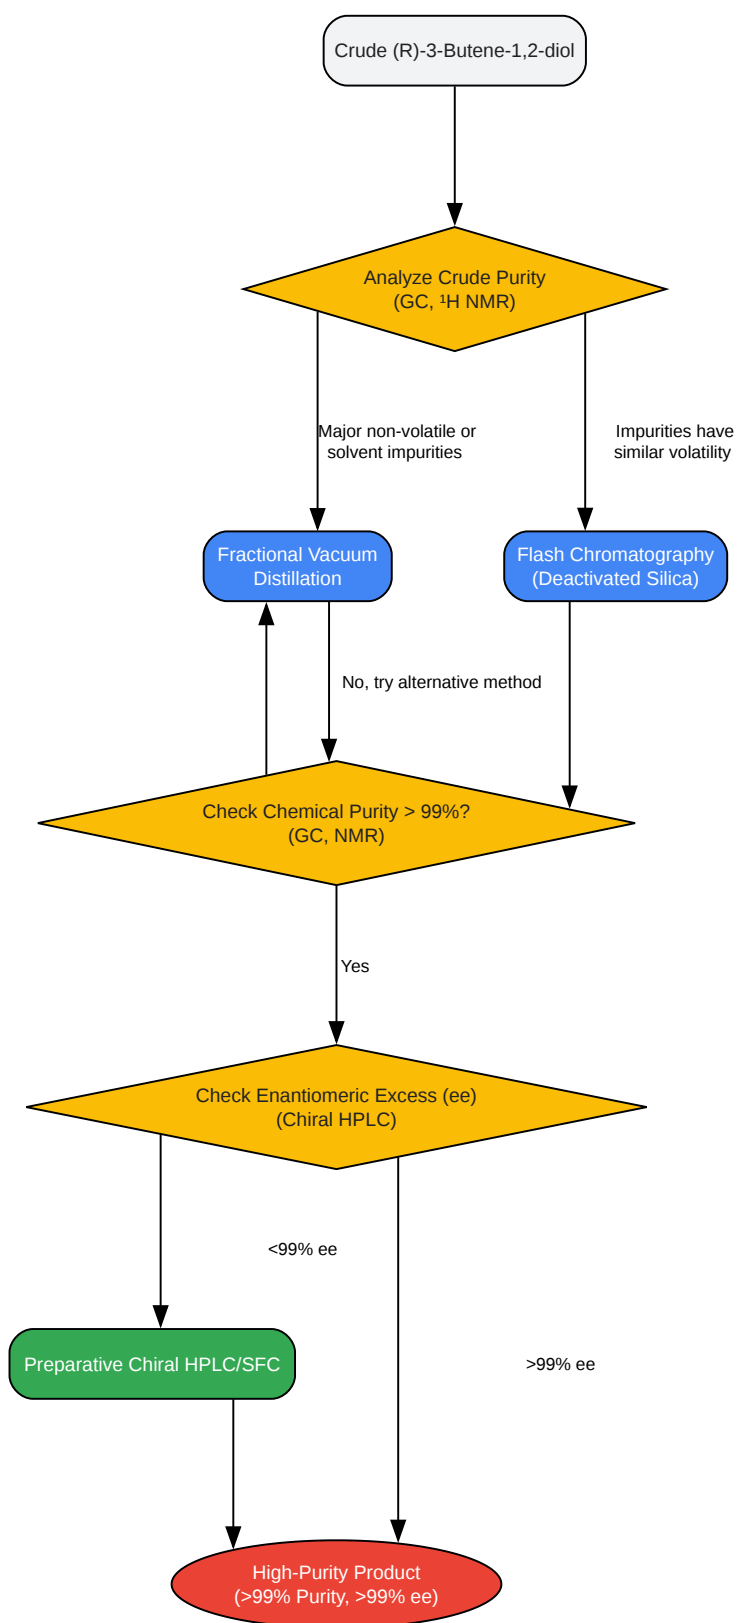 Crude (R)-3-Butene-1,2-diol
Analyze Crude Purity
(GC, ¹H NMR)
Major non-volatile or
solvent impurities
Impurities have
similar volatility
Fractional Vacuum
Distillation
Flash Chromatography
(Deactivated Silica)
No, try alternative method
Check Chemical Purity > 99%?
(GC, NMR)
Yes
Check Enantiomeric Excess (ee)
(Chiral HPLC)
<99% ee
>99% ee
Preparative Chiral HPLC/SFC
High-Purity Product
(>99% Purity, >99% ee)